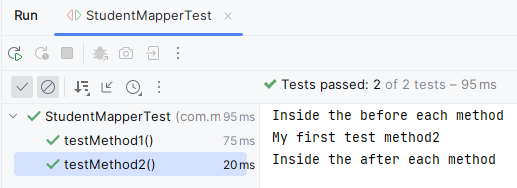 Run
StudentMapperTest
Tests passed: 2 of 2 tests – 95 ms
StudentMapperTest (com.m 95 ms
testMethod1() 75 ms
testMethod2() 20 ms
Inside the before each method
My first test method2
Inside the after each method